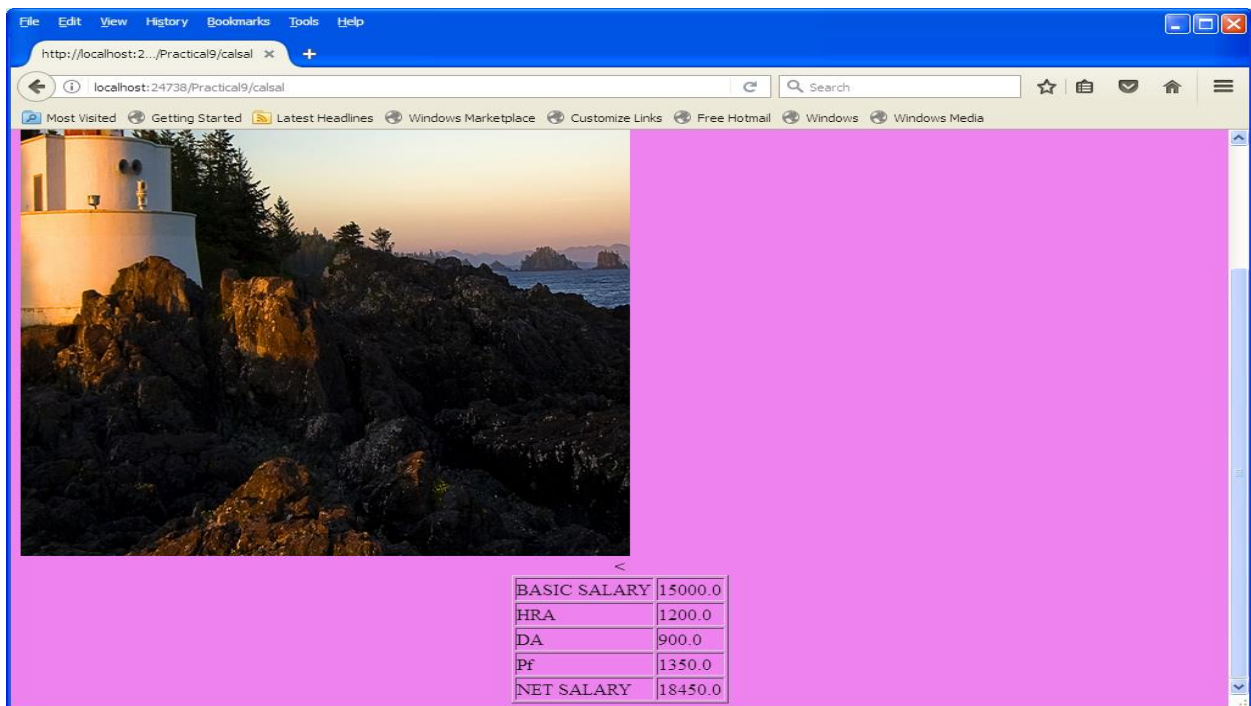 File Edit View History Bookmarks Tools Help
http://localhost:2.../Practical9/calsal × +
localhost:24738/Practical9/calsal Search
Most Visited Getting Started Latest Headlines Windows Marketplace Customize Links Free Hotmail Windows Windows Media
<
BASIC SALARY 15000.0
HRA 1200.0
DA 900.0
Pf 1350.0
NET SALARY 18450.0